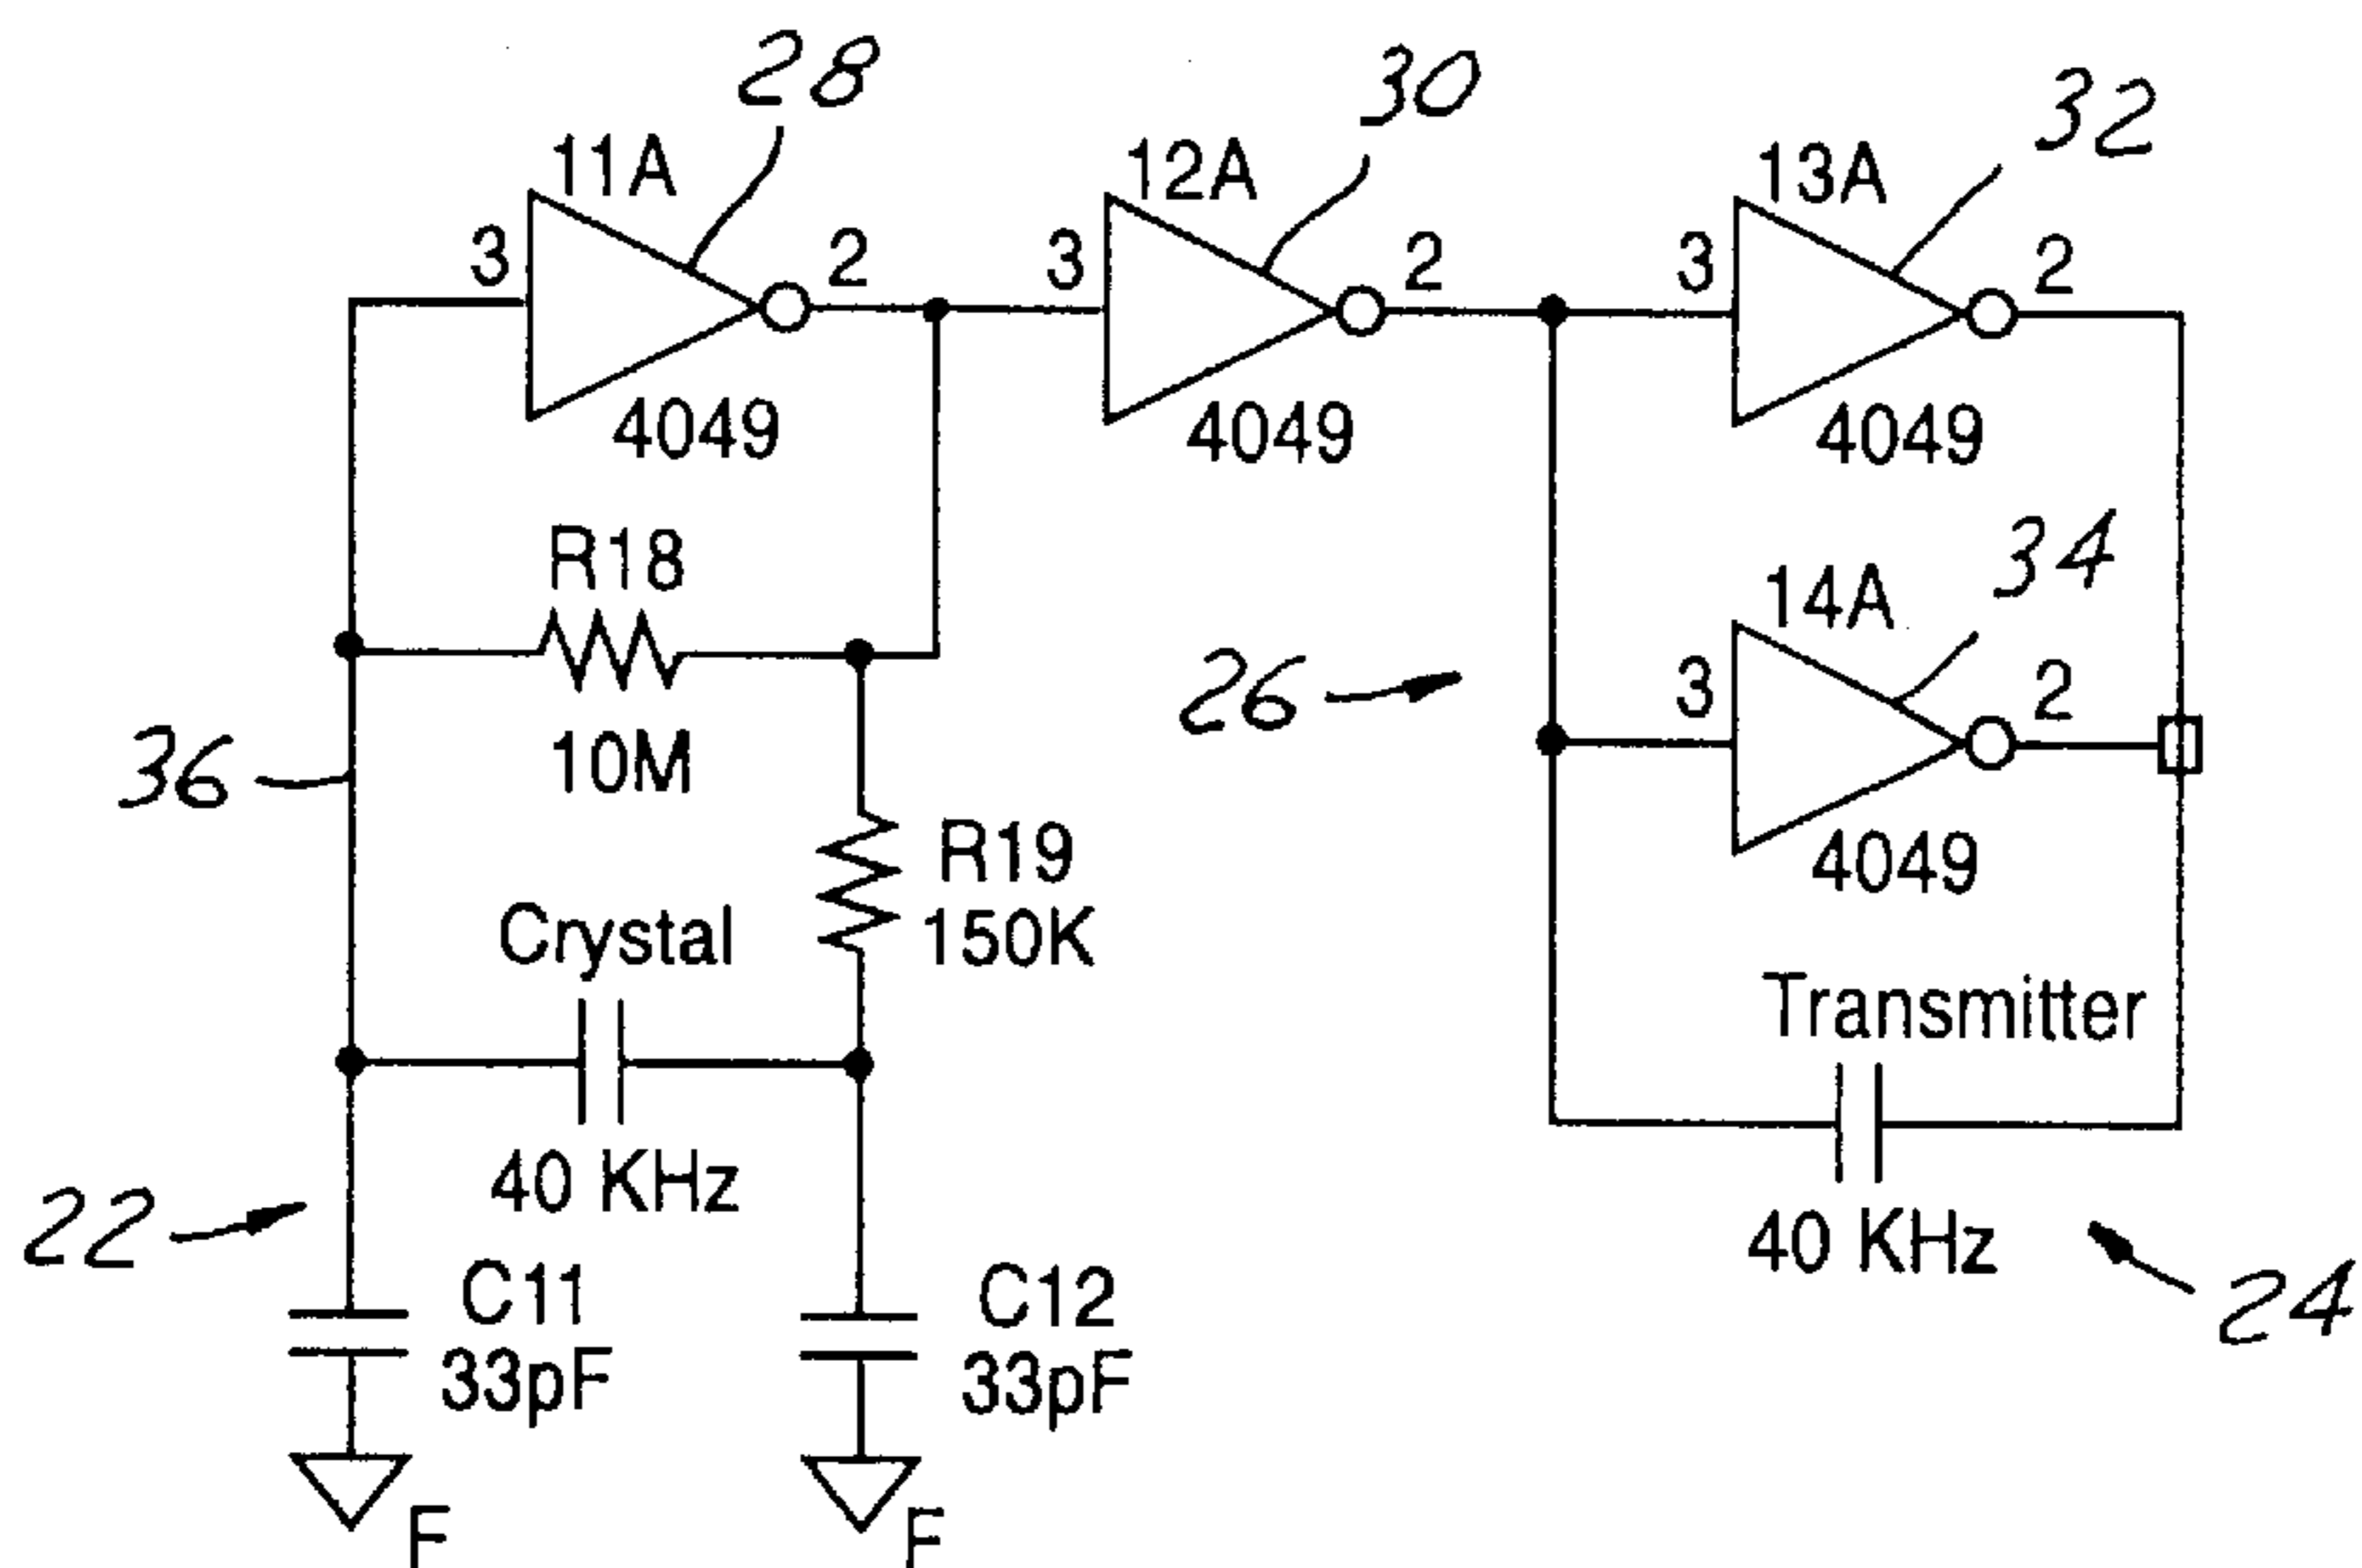 28
30
32
11A
12A
13A
3
2
3
2
3
2
4049
4049
4049
R18
10M
14A
34
3
2
4049
26
36
R19
150K
Crystal
40 KHz
Transmitter
40 KHz
22
24
C11
33pF
C12
33pF
F
F